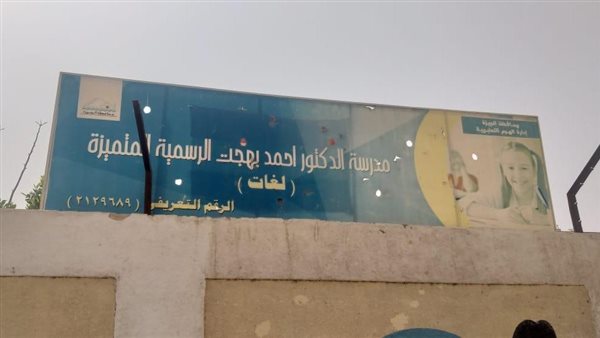 محافظة الجيزة
إدارة الهرم التعليمية
مدرسة الدكتور احمد بهجت الرسمية المتميزة
( لغات )
الرقم التعريفي ( ٢١٢٩٦٨٩ )